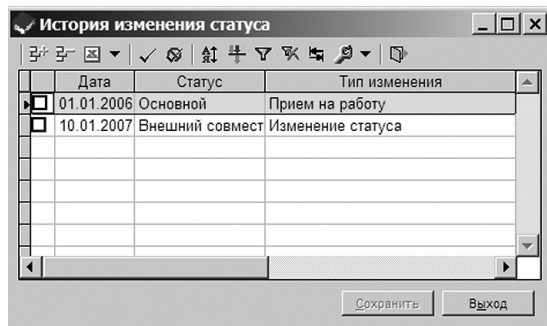 История изменения статуса
Дата Статус Тип изменения
01.01.2006 Основной Прием на работу
10.01.2007 Внешний совмест Изменение статуса
Сохранить Выход